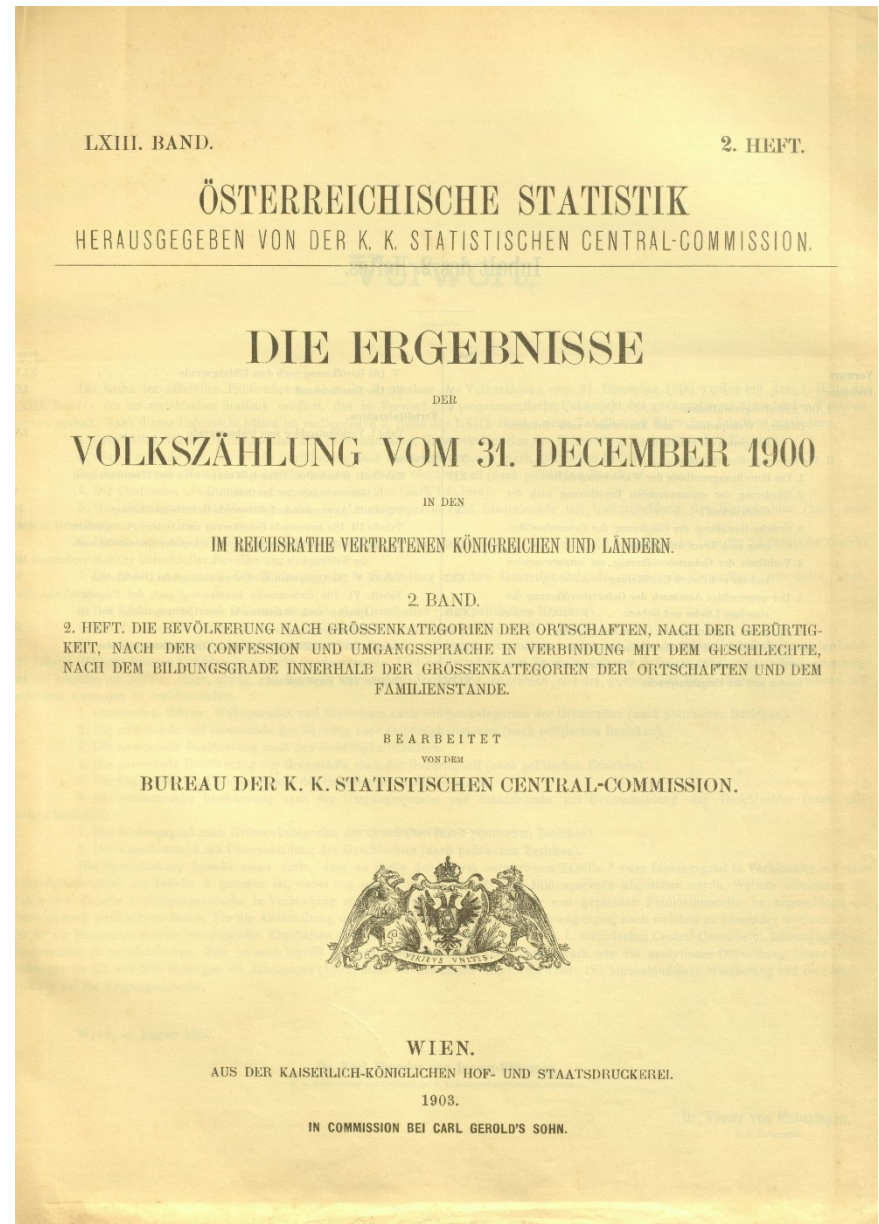 LXIII. BAND.
2. HEFT.
ÖSTERREICHISCHE STATISTIK
HERAUSGEGEBEN VON DER K. K. STATISTISCHEN CENTRAL-COMMISSION.
DIE ERGEBNISSE
DER
VOLKSZÄHLUNG VOM 31. DECEMBER 1900
IN DEN
IM REICHSRATHE VERTRETENEN KÖNIGREICHEN UND LÄNDERN.
2. BAND.
2. HEFT. DIE BEVÖLKERUNG NACH GRÖSSENKATEGORIEN DER ORTSCHAFTEN, NACH DER GEBÜRTIG-
KEIT, NACH DER CONFESSION UND UMGANGSSPRACHE IN VERBINDUNG MIT DEM GESCHLECHTE,
NACH DEM BILDUNGSGRADE INNERHALB DER GRÖSSENKATEGORIEN DER ORTSCHAFTEN UND DEM
FAMILIENSTANDE.
BEARBEITET
VON DEM
BUREAU DER K. K. STATISTISCHEN CENTRAL-COMMISSION.
VIRIBVS VNITIS.
WIEN.
AUS DER KAISERLICH-KÖNIGLICHEN HOF- UND STAATSDRUCKEREI.
1903.
IN COMMISSION BEI CARL GEROLD'S SOHN.